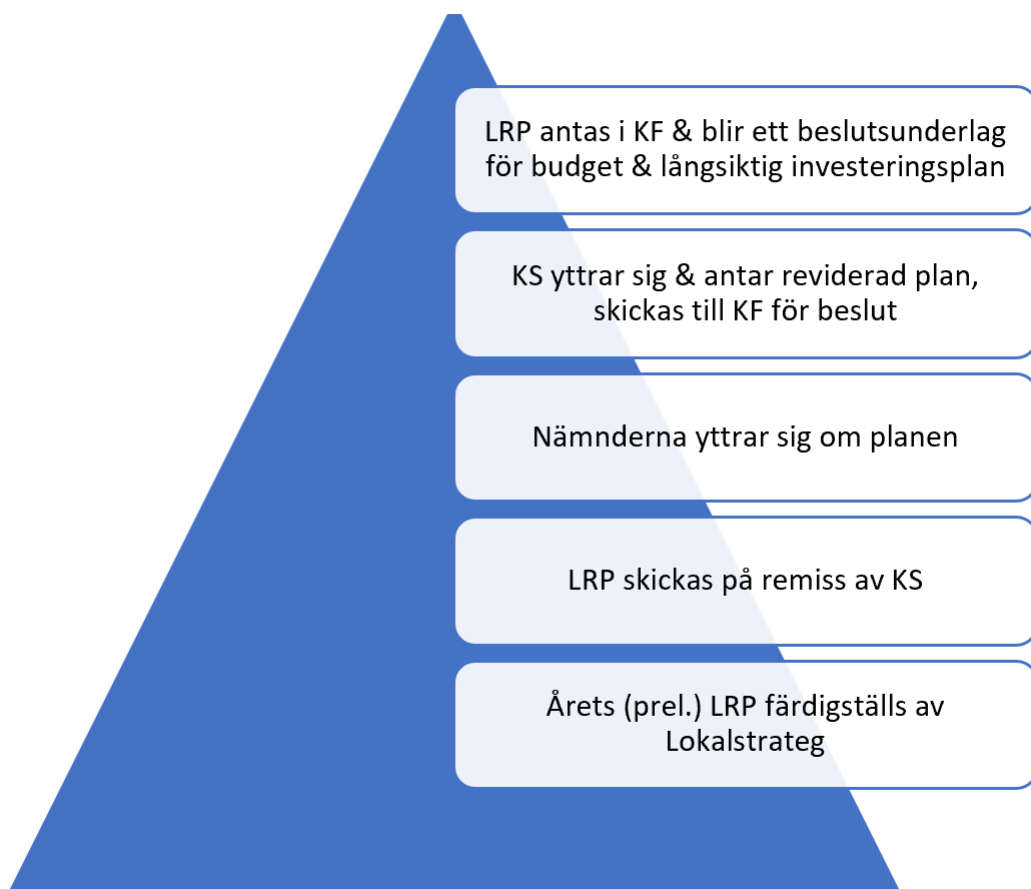 LRP antas i KF & blir ett beslutsunderlag
för budget & långsiktig investeringsplan
KS yttrar sig & antar reviderad plan,
skickas till KF för beslut
Nämnderna yttrar sig om planen
LRP skickas på remiss av KS
Årets (prel.) LRP färdigställs av
Lokalstrateg